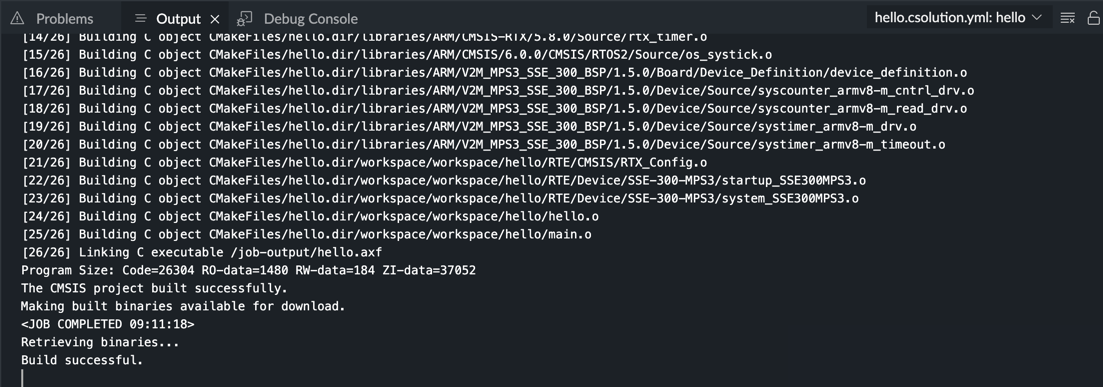 Problems Output Debug Console hello.csolution.yml: hello
[14/26] Building C object CMakeFiles/hello.dir/libraries/ARM/CMSIS-RTX/5.8.0/Source/rtx_timer.o
[15/26] Building C object CMakeFiles/hello.dir/libraries/ARM/CMSIS/6.0.0/CMSIS/RTOS2/Source/os_systick.o
[16/26] Building C object CMakeFiles/hello.dir/libraries/ARM/V2M_MPS3_SSE_300_BSP/1.5.0/Board/Device_Definition/device_definition.o
[17/26] Building C object CMakeFiles/hello.dir/libraries/ARM/V2M_MPS3_SSE_300_BSP/1.5.0/Device/Source/syscounter_armv8-m_cntrl_drv.o
[18/26] Building C object CMakeFiles/hello.dir/libraries/ARM/V2M_MPS3_SSE_300_BSP/1.5.0/Device/Source/syscounter_armv8-m_read_drv.o
[19/26] Building C object CMakeFiles/hello.dir/libraries/ARM/V2M_MPS3_SSE_300_BSP/1.5.0/Device/Source/systimer_armv8-m_drv.o
[20/26] Building C object CMakeFiles/hello.dir/libraries/ARM/V2M_MPS3_SSE_300_BSP/1.5.0/Device/Source/systimer_armv8-m_timeout.o
[21/26] Building C object CMakeFiles/hello.dir/workspace/workspace/hello/RTE/CMSIS/RTX_Config.o
[22/26] Building C object CMakeFiles/hello.dir/workspace/workspace/hello/RTE/Device/SSE-300-MPS3/startup_SSE300MPS3.o
[23/26] Building C object CMakeFiles/hello.dir/workspace/workspace/hello/RTE/Device/SSE-300-MPS3/system_SSE300MPS3.o
[24/26] Building C object CMakeFiles/hello.dir/workspace/workspace/hello/hello.o
[25/26] Building C object CMakeFiles/hello.dir/workspace/workspace/hello/main.o
[26/26] Linking C executable /job-output/hello.axf
Program Size: Code=26304 RO-data=1480 RW-data=184 ZI-data=37052
The CMSIS project built successfully.
Making built binaries available for download.
<JOB COMPLETED 09:11:18>
Retrieving binaries...
Build successful.